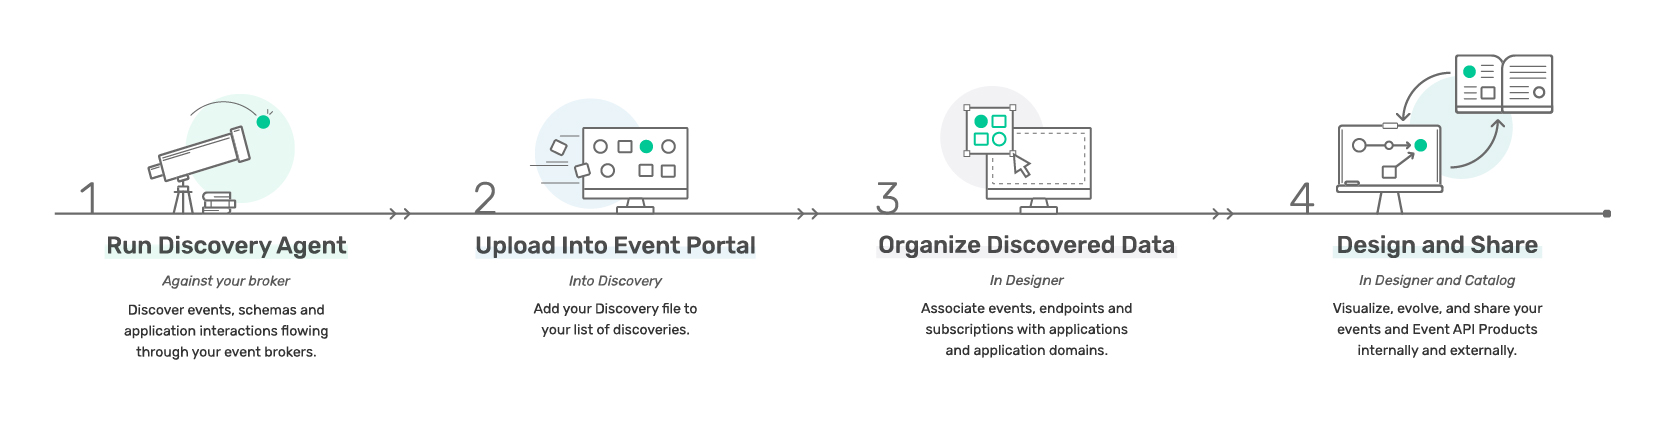 1
Run Discovery Agent
Against your broker
Discover events, schemas and
application interactions flowing
through your event brokers.
2
Upload Into Event Portal
Into Discovery
Add your Discovery file to
your list of discoveries.
3
Organize Discovered Data
In Designer
Associate events, endpoints and
subscriptions with applications
and application domains.
4
Design and Share
In Designer and Catalog
Visualize, evolve, and share your
events and Event API Products
internally and externally.